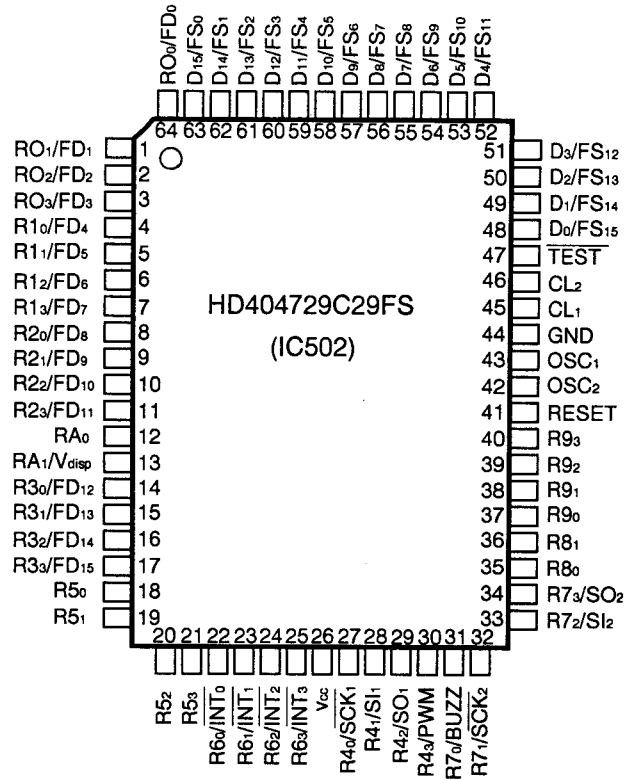 RO₀/FD₀
D₁₅/FS₀
D₁₄/FS₁
D₁₃/FS₂
D₁₂/FS₃
D₁₁/FS₄
D₁₀/FS₅
D₉/FS₆
D₈/FS₇
D₇/FS₈
D₆/FS₉
D₅/FS₁₀
D₄/FS₁₁
64 63 62 61 60 59 58 57 56 55 54 53 52
RO₁/FD₁ 1
RO₂/FD₂ 2
RO₃/FD₃ 3
R1₀/FD₄ 4
R1₁/FD₅ 5
R1₂/FD₆ 6
R1₃/FD₇ 7
R2₀/FD₈ 8
R2₁/FD₉ 9
R2₂/FD₁₀ 10
R2₃/FD₁₁ 11
RA₀ 12
RA₁/Vdisp 13
R3₀/FD₁₂ 14
R3₁/FD₁₃ 15
R3₂/FD₁₄ 16
R3₃/FD₁₅ 17
R5₀ 18
R5₁ 19
HD404729C29FS
(IC502)
51 D₃/FS₁₂
50 D₂/FS₁₃
49 D₁/FS₁₄
48 D₀/FS₁₅
47 T̅E̅S̅T̅
46 CL₂
45 CL₁
44 GND
43 OSC₁
42 OSC₂
41 RESET
40 R9₃
39 R9₂
38 R9₁
37 R9₀
36 R8₁
35 R8₀
34 R7₃/SO₂
33 R7₂/SI₂
20 21 22 23 24 25 26 27 28 29 30 31 32
R5₂
R5₃
R6₀/I̅N̅T̅₀
R6₁/I̅N̅T̅₁
R6₂/I̅N̅T̅₂
R6₃/I̅N̅T̅₃
Vcc
R4₀/S̅C̅K̅₁
R4₁/SI₁
R4₂/SO₁
R4₃/PWM
R7₀/BUZZ
R7₁/S̅C̅K̅₂